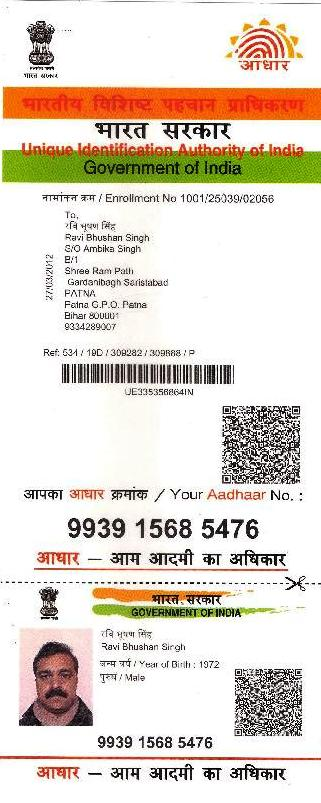 भारत सरकार
आधार
भारतीय विशिष्ट पहचान प्राधिकरण
भारत सरकार
Unique Identification Authority of India
Government of India
नामांकन क्रम / Enrollment No 1001/25039/02056
27/03/2012
To,
रवि भूषण सिंह
Ravi Bhushan Singh
S/O Ambika Singh
B/1
Shree Ram Path
Gardanibagh Saristabad
PATNA
Patna G.P.O. Patna
Bihar 800001
9334289007
Ref: 534 / 19D / 309282 / 309888 / P
UE335356864IN
आपका आधार क्रमांक / Your Aadhaar No. :
9939 1568 5476
आधार – आम आदमी का अधिकार
भारत सरकार
GOVERNMENT OF INDIA
रवि भूषण सिंह
Ravi Bhushan Singh
जन्म वर्ष / Year of Birth : 1972
पुरुष / Male
9939 1568 5476
आधार – आम आदमी का अधिकार